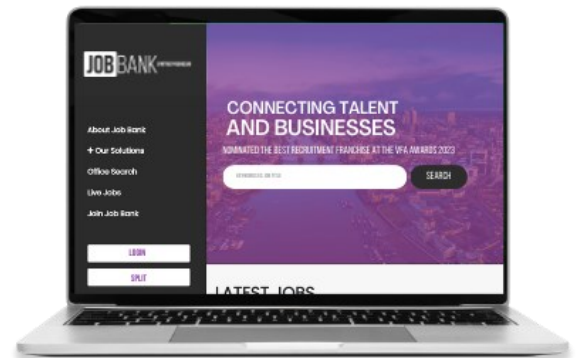 JOBBANK
About Job Bank
+ Our Solutions
Office Search
Live Jobs
Join Job Bank
LOGIN
SPLIT
CONNECTING TALENT
AND BUSINESSES
NOMINATED THE BEST RECRUITMENT FRANCHISE AT THE VFA AWARDS 2023
SEARCH
LATEST JOBS